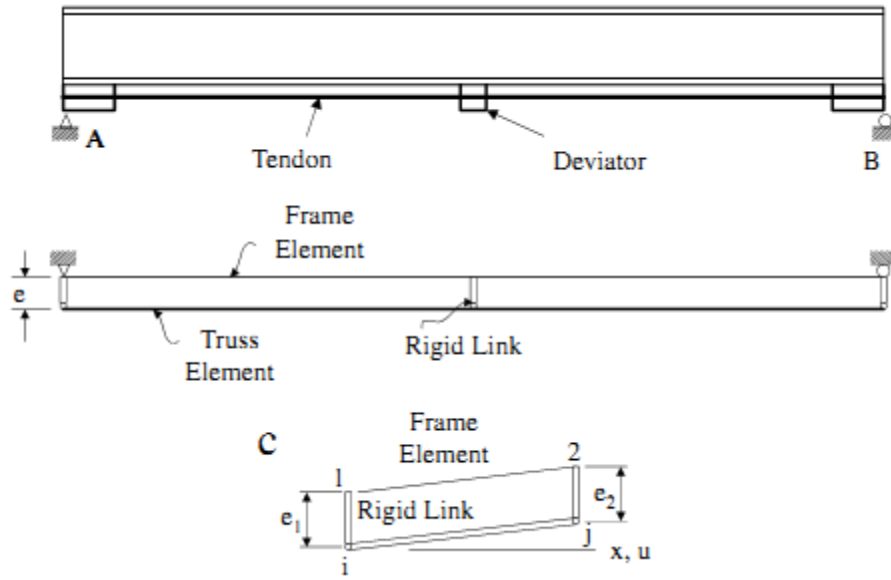 A
Tendon
Deviator
B
Frame
Element
e
Truss
Element
Rigid Link
C
Frame
Element
1
2
e1
Rigid Link
e2
i
j
x, u